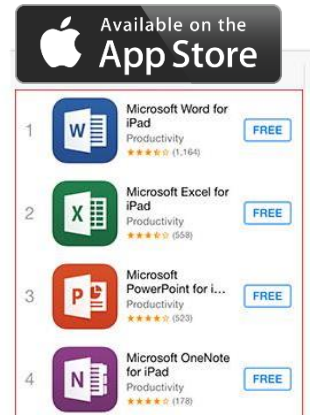 Available on the
App Store
1
W
Microsoft Word for
iPad
Productivity
(1,164)
FREE
2
X
Microsoft Excel for
iPad
Productivity
(558)
FREE
3
P
Microsoft
PowerPoint for i...
Productivity
(523)
FREE
4
N
Microsoft OneNote
for iPad
Productivity
(178)
FREE